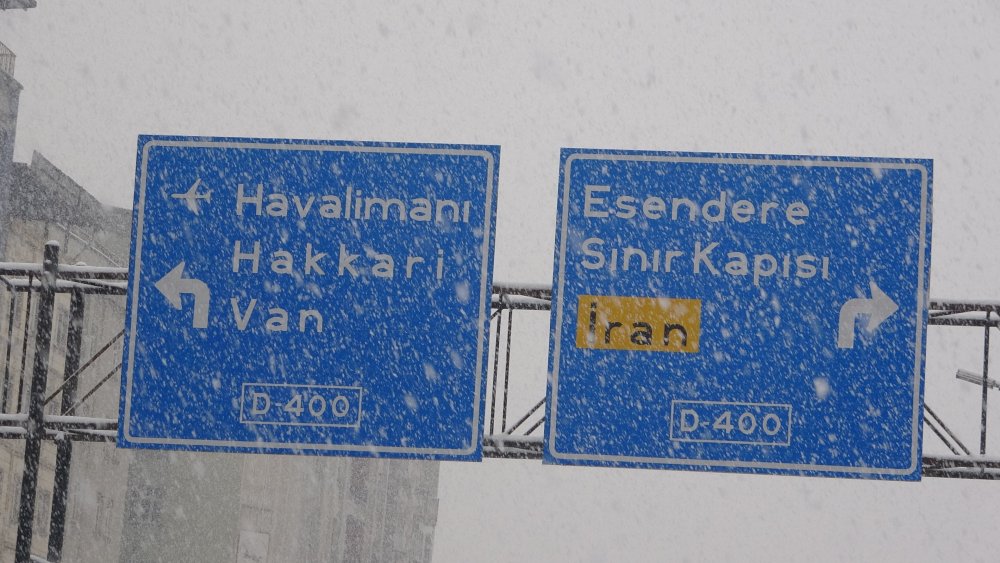 Havalimanı
Hakkari
Van
D-400
Esendere
Sınır Kapısı
İran
D-400